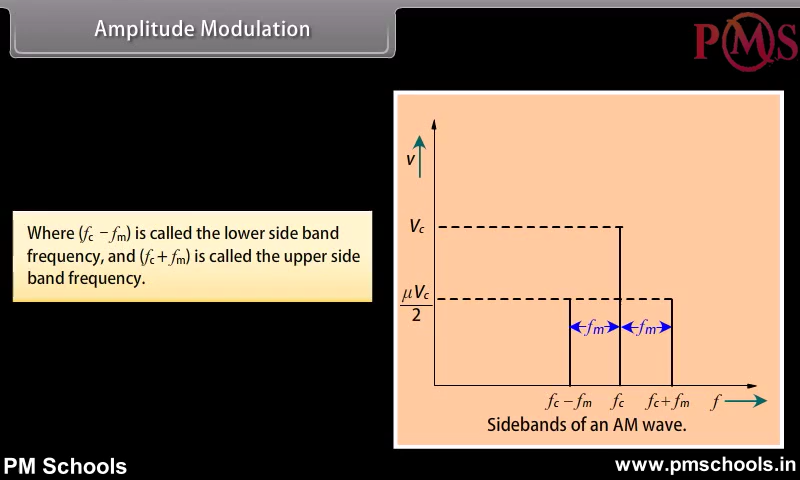 Amplitude Modulation
PMS
Where (fc − fm) is called the lower side band
frequency, and (fc + fm) is called the upper side
band frequency.
v
Vc
μVc
2
fm fm
fc − fm fc fc + fm f
Sidebands of an AM wave.
PM Schools
www.pmschools.in